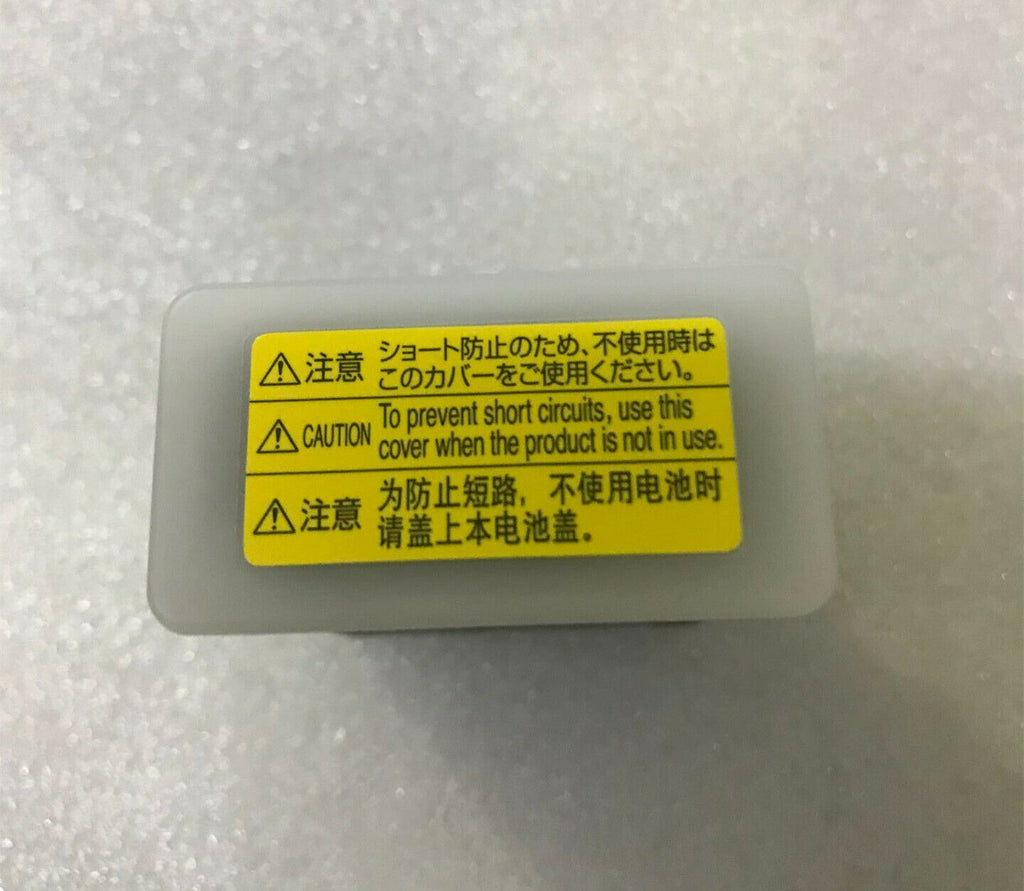 注意 ショート防止のため、不使用時は
このカバーをご使用ください。
CAUTION To prevent short circuits, use this
cover when the product is not in use.
注意 为防止短路，不使用电池时
请盖上本电池盖。